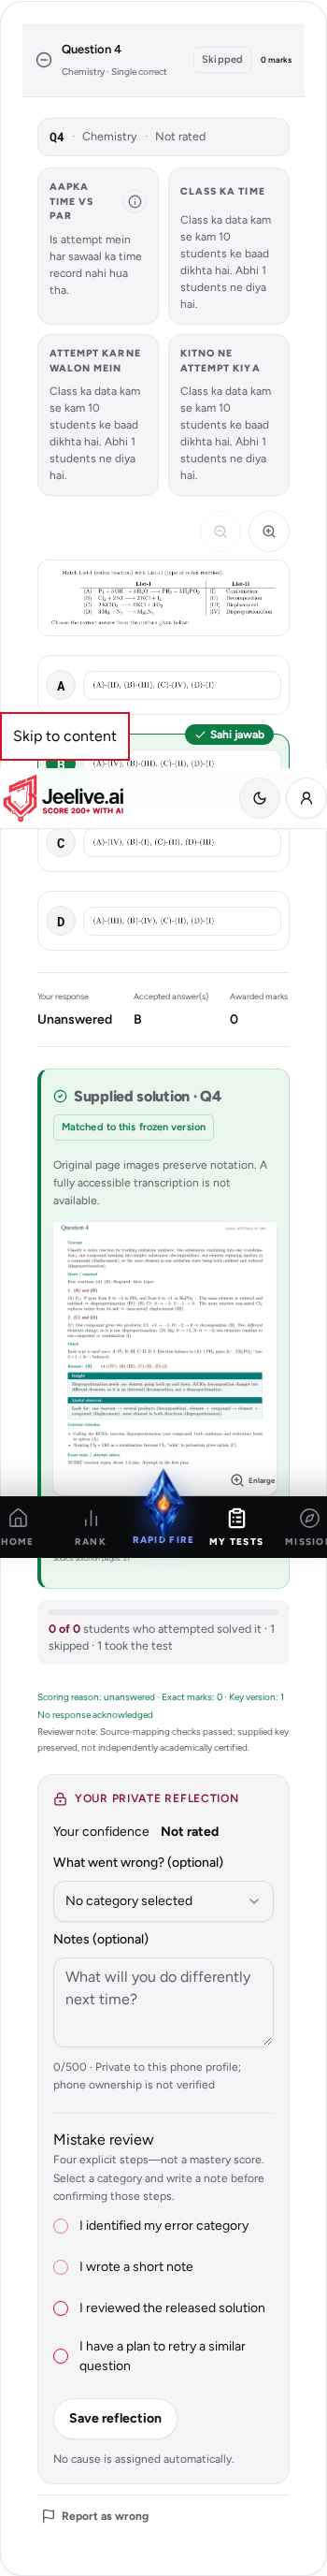 Question 4
Chemistry · Single correct
Skipped
0 marks
Q4 · Chemistry · Not rated
AAPKA
TIME VS
PAR
Is attempt mein
har sawaal ka time
record nahi hua
tha.
CLASS KA TIME
Class ka data kam
se kam 10
students ke baad
dikhta hai. Abhi 1
students ne diya
hai.
ATTEMPT KARNE
WALON MEIN
Class ka data kam
se kam 10
students ke baad
dikhta hai. Abhi 1
students ne diya
hai.
KITNO NE
ATTEMPT KIYA
Class ka data kam
se kam 10
students ke baad
dikhta hai. Abhi 1
students ne diya
hai.
List-I
List-II
Choose the correct answer from the options given below:
A
(A)-(II), (B)-(III), (C)-(IV), (D)-(I)
Skip to content
Sahi jawab
B
(A)-(IV), (B)-(III), (C)-(II), (D)-(I)
Jeelive.ai
SCORE 200+ WITH AI
C
(A)-(IV), (B)-(I), (C)-(II), (D)-(III)
D
(A)-(III), (B)-(IV), (C)-(II), (D)-(I)
Your response
Unanswered
Accepted answer(s)
B
Awarded marks
0
Supplied solution · Q4
Matched to this frozen version
Original page images preserve notation. A
fully accessible transcription is not
available.
Question 4
Enlarge
HOME
RANK
RAPID FIRE
MY TESTS
MISSIO
0 of 0 students who attempted solved it · 1
skipped · 1 took the test
Scoring reason: unanswered · Exact marks: 0 · Key version: 1
No response acknowledged
Reviewer note: Source-mapping checks passed; supplied key
preserved, not independently academically certified.
YOUR PRIVATE REFLECTION
Your confidence Not rated
What went wrong? (optional)
No category selected
Notes (optional)
What will you do differently
next time?
0/500 · Private to this phone profile;
phone ownership is not verified
Mistake review
Four explicit steps—not a mastery score.
Select a category and write a note before
confirming those steps.
I identified my error category
I wrote a short note
I reviewed the released solution
I have a plan to retry a similar
question
Save reflection
No cause is assigned automatically.
Report as wrong